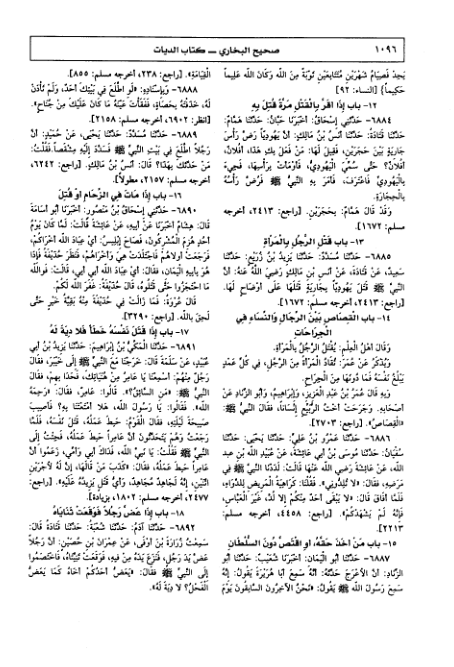 ١٠٩٦
صحيح البخاري ــ كتاب الديات
يَجِدْ فَصِيَامُ شَهْرَيْنِ مُتَتَابِعَيْنِ تَوْبَةً مِنَ اللَّهِ وَكَانَ اللَّهُ عَلِيماً
حَكِيماً﴾ [النساء: ٩٢]
١٢- باب إِذَا أَقَرَّ بِالْقَتْلِ مَرَّةً قُتِلَ بِهِ
٦٨٨٤- حَدَّثَنِي إِسْحَاقُ: أَخْبَرَنَا حَبَّانُ: حَدَّثَنَا هَمَّامٌ:
حَدَّثَنَا قَتَادَةُ: حَدَّثَنَا أَنَسُ بْنُ مَالِكٍ: أَنَّ يَهُودِيّاً رَضَّ رَأْسَ
جَارِيَةٍ بَيْنَ حَجَرَيْنِ، فَقِيلَ لَهَا: مَنْ فَعَلَ بِكِ هَذَا، أَفُلَانٌ،
أَفُلَانٌ؟ حَتَّى سُمِّيَ الْيَهُودِيُّ، فَأَوْمَأَتْ بِرَأْسِهَا، فَجِيءَ
بِالْيَهُودِيِّ فَاعْتَرَفَ، فَأَمَرَ بِهِ النَّبِيُّ ﷺ فَرُضَّ رَأْسُهُ
بِالْحِجَارَةِ.
وَقَدْ قَالَ هَمَّامٌ: بِحَجَرَيْنِ. [راجع: ٢٤١٣، أخرجه
مسلم: ١٦٧٢].
١٣- باب قَتْلِ الرَّجُلِ بِالْمَرْأَةِ
٦٨٨٥- حَدَّثَنَا مُسَدَّدٌ: حَدَّثَنَا يَزِيدُ بْنُ زُرَيْعٍ: حَدَّثَنَا
سَعِيدٌ، عَنْ قَتَادَةَ، عَنْ أَنَسِ بْنِ مَالِكٍ رَضِيَ اللَّهُ عَنْهُ: أَنَّ
النَّبِيَّ ﷺ قَتَلَ يَهُودِيّاً بِجَارِيَةٍ قَتَلَهَا عَلَى أَوْضَاحٍ لَهَا.
[راجع: ٢٤١٣، أخرجه مسلم: ١٦٧٢].
١٤- باب الْقِصَاصِ بَيْنَ الرِّجَالِ وَالنِّسَاءِ فِي
الْجِرَاحَاتِ
وَقَالَ أَهْلُ الْعِلْمِ: يُقْتَلُ الرَّجُلُ بِالْمَرْأَةِ.
وَيُذْكَرُ عَنْ عُمَرَ: تُقَادُ الْمَرْأَةُ مِنَ الرَّجُلِ، فِي كُلِّ عَمْدٍ
يَبْلُغُ نَفْسَهُ فَمَا دُونَهَا مِنَ الْجِرَاحِ.
وَبِهِ قَالَ عُمَرُ بْنُ عَبْدِ الْعَزِيزِ، وَإِبْرَاهِيمُ، وَأَبُو الزِّنَادِ عَنْ
أَصْحَابِهِ. وَجَرَحَتْ أُخْتُ الرُّبَيِّعِ إِنْسَاناً، فَقَالَ النَّبِيُّ ﷺ:
«الْقِصَاصُ». [راجع: ٢٧٠٣].
٦٨٨٦- حَدَّثَنَا عَمْرُو بْنُ عَلِيٍّ: حَدَّثَنَا يَحْيَى: حَدَّثَنَا
سُفْيَانُ: حَدَّثَنَا مُوسَى بْنُ أَبِي عَائِشَةَ، عَنْ عُبَيْدِ اللَّهِ بْنِ عَبْدِ
اللَّهِ، عَنْ عَائِشَةَ رَضِيَ اللَّهُ عَنْهَا قَالَتْ: لَدَدْنَا النَّبِيَّ ﷺ فِي
مَرَضِهِ، فَقَالَ: «لَا تَلُدُّونِي». فَقُلْنَا: كَرَاهِيَةُ الْمَرِيضِ لِلدَّوَاءِ،
فَلَمَّا أَفَاقَ قَالَ: «لَا يَبْقَى أَحَدٌ مِنْكُمْ إِلَّا لُدَّ، غَيْرَ الْعَبَّاسِ،
فَإِنَّهُ لَمْ يَشْهَدْكُمْ». [راجع: ٤٤٥٨، أخرجه مسلم:
٢٢١٣].
١٥- باب مَنْ أَخَذَ حَقَّهُ، أَوِ اقْتَصَّ دُونَ السُّلْطَانِ
٦٨٨٧- حَدَّثَنَا أَبُو الْيَمَانِ: أَخْبَرَنَا شُعَيْبٌ: حَدَّثَنَا أَبُو
الزِّنَادِ: أَنَّ الْأَعْرَجَ حَدَّثَهُ: أَنَّهُ سَمِعَ أَبَا هُرَيْرَةَ يَقُولُ: إِنَّهُ
سَمِعَ رَسُولَ اللَّهِ ﷺ يَقُولُ: «نَحْنُ الْآخِرُونَ السَّابِقُونَ يَوْمَ
الْقِيَامَةِ». [راجع: ٢٣٨، أخرجه مسلم: ٨٥٥].
٦٨٨٨- وَبِإِسْنَادِهِ: «لَوِ اطَّلَعَ فِي بَيْتِكَ أَحَدٌ، وَلَمْ تَأْذَنْ
لَهُ، خَذَفْتَهُ بِحَصَاةٍ، فَفَقَأْتَ عَيْنَهُ مَا كَانَ عَلَيْكَ مِنْ جُنَاحٍ».
[انظر: ٦٩٠٢، أخرجه مسلم: ٢١٥٨].
٦٨٨٩- حَدَّثَنَا مُسَدَّدٌ: حَدَّثَنَا يَحْيَى، عَنْ حُمَيْدٍ: أَنَّ
رَجُلاً اطَّلَعَ فِي بَيْتِ النَّبِيِّ ﷺ فَسَدَّدَ إِلَيْهِ مِشْقَصاً فَقُلْتُ:
مَنْ حَدَّثَكَ بِهَذَا؟ قَالَ: أَنَسُ بْنُ مَالِكٍ. [راجع: ٦٢٤٢،
أخرجه مسلم: ٢١٥٧، مطولاً].
١٦- باب إِذَا مَاتَ فِي الزِّحَامِ أَوْ قُتِلَ
٦٨٩٠- حَدَّثَنِي إِسْحَاقُ بْنُ مَنْصُورٍ: أَخْبَرَنَا أَبُو أُسَامَةَ
قَالَ: هِشَامٌ أَخْبَرَنَا عَنْ أَبِيهِ، عَنْ عَائِشَةَ قَالَتْ: لَمَّا كَانَ يَوْمُ
أُحُدٍ هُزِمَ الْمُشْرِكُونَ، فَصَاحَ إِبْلِيسُ: أَيْ عِبَادَ اللَّهِ أُخْرَاكُمْ،
فَرَجَعَتْ أُولَاهُمْ فَاجْتَلَدَتْ هِيَ وَأُخْرَاهُمْ، فَنَظَرَ حُذَيْفَةُ فَإِذَا
هُوَ بِأَبِيهِ الْيَمَانِ، فَقَالَ: أَيْ عِبَادَ اللَّهِ أَبِي أَبِي، قَالَتْ: فَوَاللَّهِ
مَا احْتَجَزُوا حَتَّى قَتَلُوهُ، قَالَ حُذَيْفَةُ: غَفَرَ اللَّهُ لَكُمْ.
قَالَ عُرْوَةُ: فَمَا زَالَتْ فِي حُذَيْفَةَ مِنْهُ بَقِيَّةُ خَيْرٍ حَتَّى
لَحِقَ بِاللَّهِ. [راجع: ٣٢٩٠].
١٧- باب إِذَا قَتَلَ نَفْسَهُ خَطَأً فَلَا دِيَةَ لَهُ
٦٨٩١- حَدَّثَنَا الْمَكِّيُّ بْنُ إِبْرَاهِيمَ: حَدَّثَنَا يَزِيدُ بْنُ أَبِي
عُبَيْدٍ، عَنْ سَلَمَةَ قَالَ: خَرَجْنَا مَعَ النَّبِيِّ ﷺ إِلَى خَيْبَرَ، فَقَالَ
رَجُلٌ مِنْهُمْ: أَسْمِعْنَا يَا عَامِرُ مِنْ هُنَيَّاتِكَ، فَحَدَا بِهِمْ، فَقَالَ
النَّبِيُّ ﷺ: «مَنِ السَّائِقُ؟». قَالُوا: عَامِرٌ، فَقَالَ: «رَحِمَهُ
اللَّهُ». فَقَالُوا: يَا رَسُولَ اللَّهِ، هَلَّا أَمْتَعْتَنَا بِهِ؟ فَأُصِيبَ
صَبِيحَةَ لَيْلَتِهِ، فَقَالَ الْقَوْمُ: حَبِطَ عَمَلُهُ، قَتَلَ نَفْسَهُ، فَلَمَّا
رَجَعْتُ وَهُمْ يَتَحَدَّثُونَ أَنَّ عَامِراً حَبِطَ عَمَلُهُ، فَجِئْتُ إِلَى
النَّبِيِّ ﷺ فَقُلْتُ: يَا نَبِيَّ اللَّهِ، فَدَاكَ أَبِي وَأُمِّي، زَعَمُوا أَنَّ
عَامِراً حَبِطَ عَمَلُهُ، فَقَالَ: «كَذَبَ مَنْ قَالَهَا، إِنَّ لَهُ لَأَجْرَيْنِ
اثْنَيْنِ، إِنَّهُ لَجَاهِدٌ مُجَاهِدٌ، وَأَيُّ قَتْلٍ يَزِيدُهُ عَلَيْهِ». [راجع:
٢٤٧٧، أخرجه مسلم: ١٨٠٢، بزيادة].
١٨- باب إِذَا عَضَّ رَجُلاً فَوَقَعَتْ ثَنَايَاهُ
٦٨٩٢- حَدَّثَنَا آدَمُ: حَدَّثَنَا شُعْبَةُ: حَدَّثَنَا قَتَادَةُ قَالَ:
سَمِعْتُ زُرَارَةَ بْنَ أَوْفَى، عَنْ عِمْرَانَ بْنِ حُصَيْنٍ: أَنَّ رَجُلاً
عَضَّ يَدَ رَجُلٍ، فَنَزَعَ يَدَهُ مِنْ فِيهِ، فَوَقَعَتْ ثَنِيَّتَاهُ، فَاخْتَصَمُوا
إِلَى النَّبِيِّ ﷺ فَقَالَ: «يَعَضُّ أَحَدُكُمْ أَخَاهُ كَمَا يَعَضُّ
الْفَحْلُ؟ لَا دِيَةَ لَهُ».